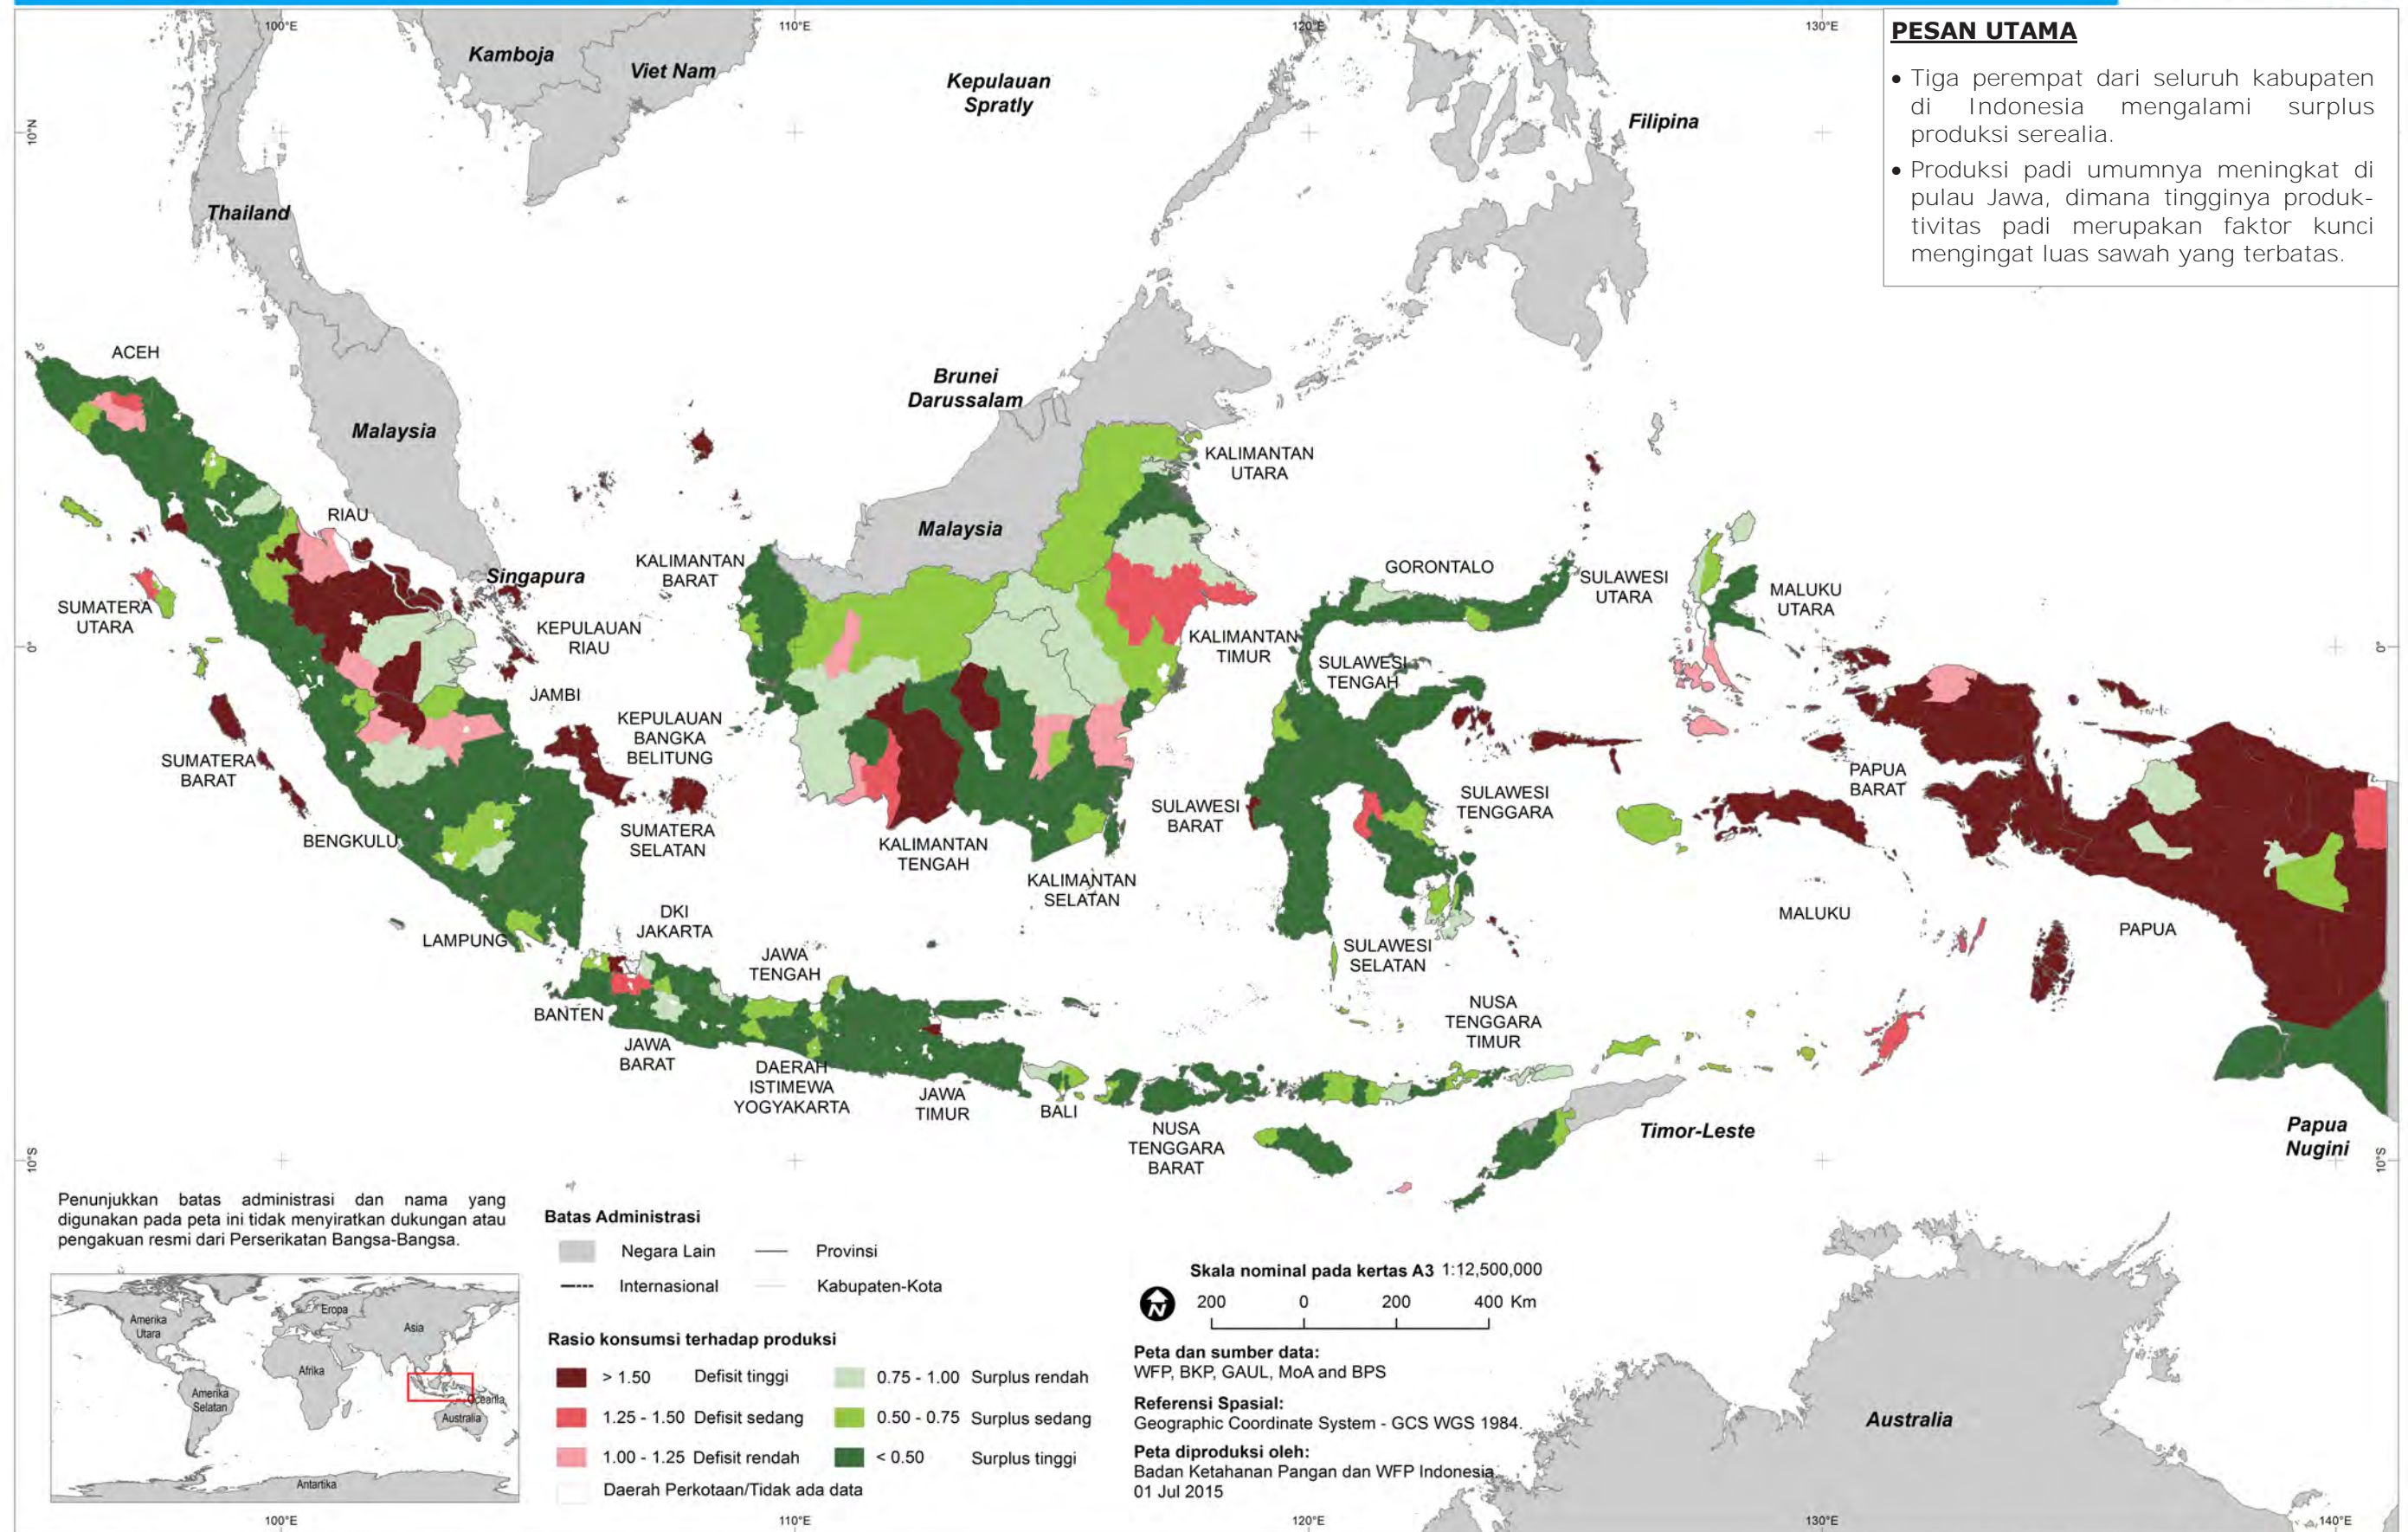 100°E
110°E
120°E
130°E
PESAN UTAMA
• Tiga perempat dari seluruh kabupaten
di Indonesia mengalami surplus
produksi serealia.
• Produksi padi umumnya meningkat di
pulau Jawa, dimana tingginya produk-
tivitas padi merupakan faktor kunci
mengingat luas sawah yang terbatas.
Kamboja
Viet Nam
Kepulauan
Spratly
Filipina
10°N
Thailand
ACEH
Brunei
Darussalam
Malaysia
KALIMANTAN
UTARA
RIAU
Malaysia
KALIMANTAN
BARAT
Singapura
GORONTALO
SULAWESI
UTARA
MALUKU
UTARA
SUMATERA
UTARA
KEPULAUAN
RIAU
KALIMANTAN
TIMUR
0°
0°
SULAWESI
TENGAH
JAMBI
KEPULAUAN
BANGKA
BELITUNG
SUMATERA
BARAT
PAPUA
BARAT
SULAWESI
TENGGARA
SULAWESI
BARAT
BENGKULU
SUMATERA
SELATAN
KALIMANTAN
TENGAH
KALIMANTAN
SELATAN
DKI
JAKARTA
MALUKU
PAPUA
LAMPUNG
JAWA
TENGAH
SULAWESI
SELATAN
BANTEN
NUSA
TENGGARA
TIMUR
JAWA
BARAT
DAERAH
ISTIMEWA
YOGYAKARTA
JAWA
TIMUR
BALI
NUSA
TENGGARA
BARAT
Timor-Leste
Papua
Nugini
10°S
10°S
Penunjukkan batas administrasi dan nama yang
digunakan pada peta ini tidak menyiratkan dukungan atau
pengakuan resmi dari Perserikatan Bangsa-Bangsa.
Amerika
Utara
Eropa
Asia
Afrika
Amerika
Selatan
Oceania
Australia
Antartika
Batas Administrasi
Negara Lain
Provinsi
Internasional
Kabupaten-Kota
Rasio konsumsi terhadap produksi
> 1.50 Defisit tinggi
0.75 - 1.00 Surplus rendah
1.25 - 1.50 Defisit sedang
0.50 - 0.75 Surplus sedang
1.00 - 1.25 Defisit rendah
< 0.50 Surplus tinggi
Daerah Perkotaan/Tidak ada data
Skala nominal pada kertas A3 1:12,500,000
N
200 0 200 400 Km
Peta dan sumber data:
WFP, BKP, GAUL, MoA and BPS
Referensi Spasial:
Geographic Coordinate System - GCS WGS 1984.
Peta diproduksi oleh:
Badan Ketahanan Pangan dan WFP Indonesia.
01 Jul 2015
Australia
100°E
110°E
120°E
130°E
140°E